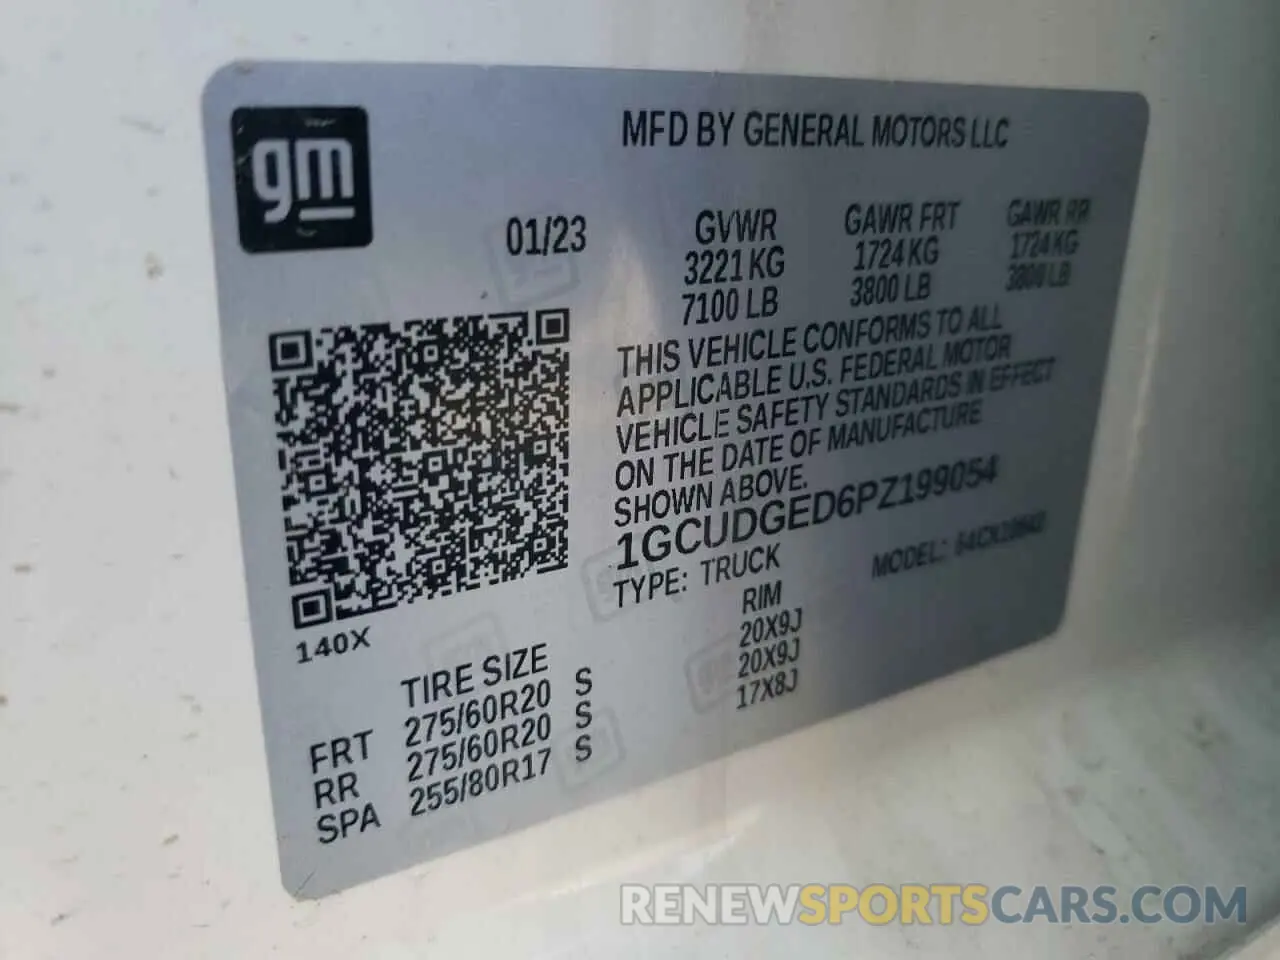 gm
MFD BY GENERAL MOTORS LLC
01/23
GVWR GAWR FRT GAWR RR
3221 KG 1724 KG 1724 KG
7100 LB 3800 LB 3800 LB
THIS VEHICLE CONFORMS TO ALL
APPLICABLE U.S. FEDERAL MOTOR
VEHICLE SAFETY STANDARDS IN EFFECT
ON THE DATE OF MANUFACTURE
SHOWN ABOVE.
1GCUDGED6PZ199054
TYPE: TRUCK MODEL:
140X
TIRE SIZE RIM
FRT 275/60R20 S 20X9J
RR 275/60R20 S 20X9J
SPA 255/80R17 S 17X8J
RENEWSPORTSCARS.COM